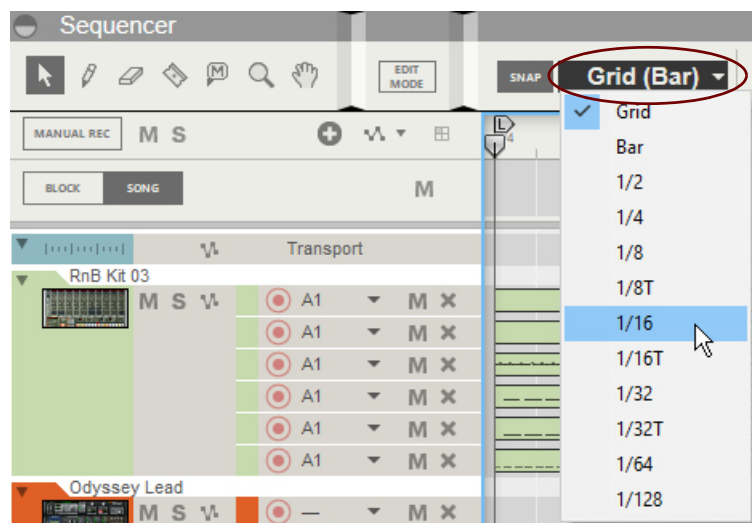 Sequencer
EDIT
MODE
SNAP
Grid (Bar)
MANUAL REC
M S
L
4
Grid
Bar
1/2
1/4
1/8
1/8T
1/16
1/16T
1/32
1/32T
1/64
1/128
BLOCK SONG
M
Transport
RnB Kit 03
M S
A1 M
A1 M
A1 M
A1 M
A1 M
A1 M
Odyssey Lead
M S
— M